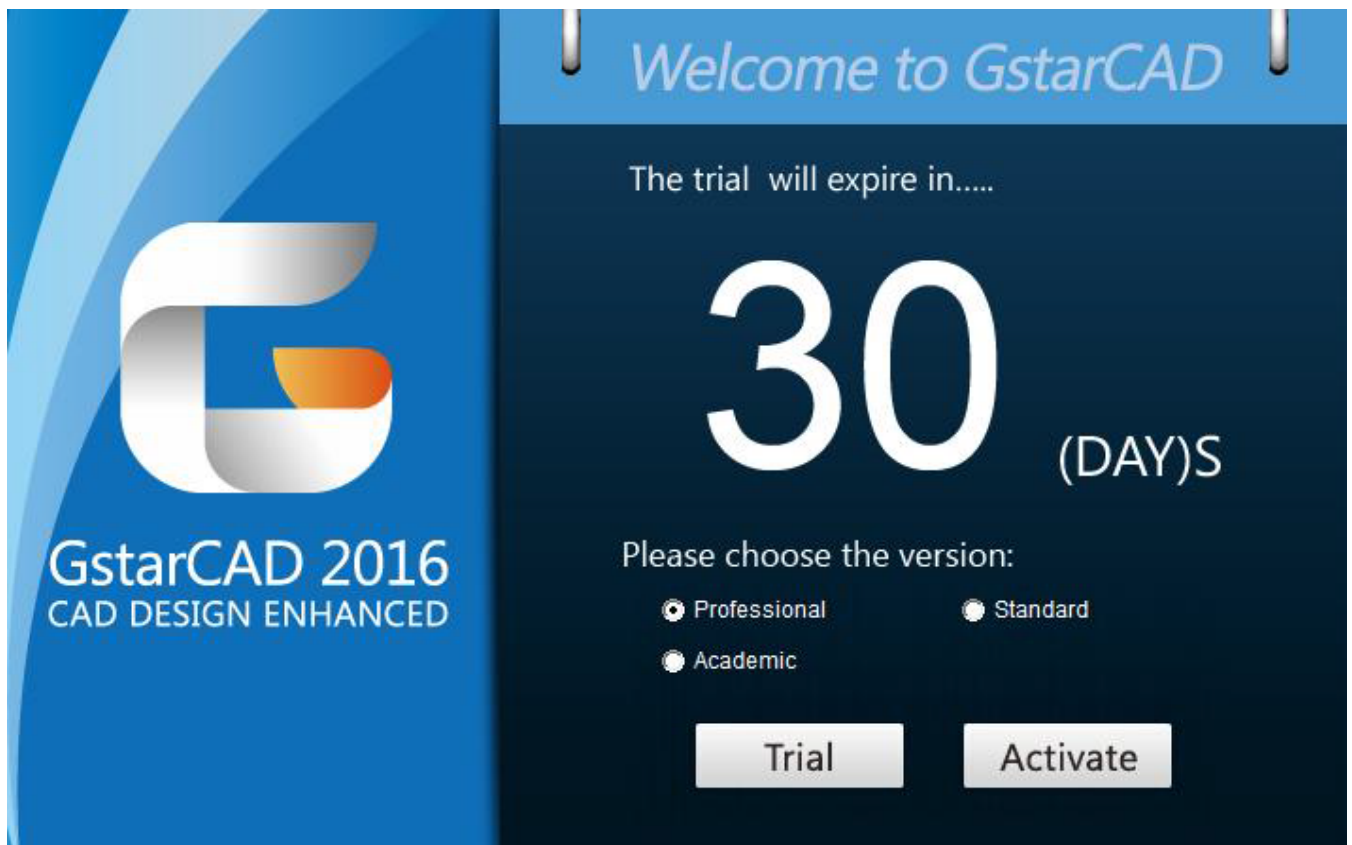 Welcome to GstarCAD
The trial will expire in.....
30
(DAY)S
GstarCAD 2016
CAD DESIGN ENHANCED
Please choose the version:
Professional
Standard
Academic
Trial
Activate